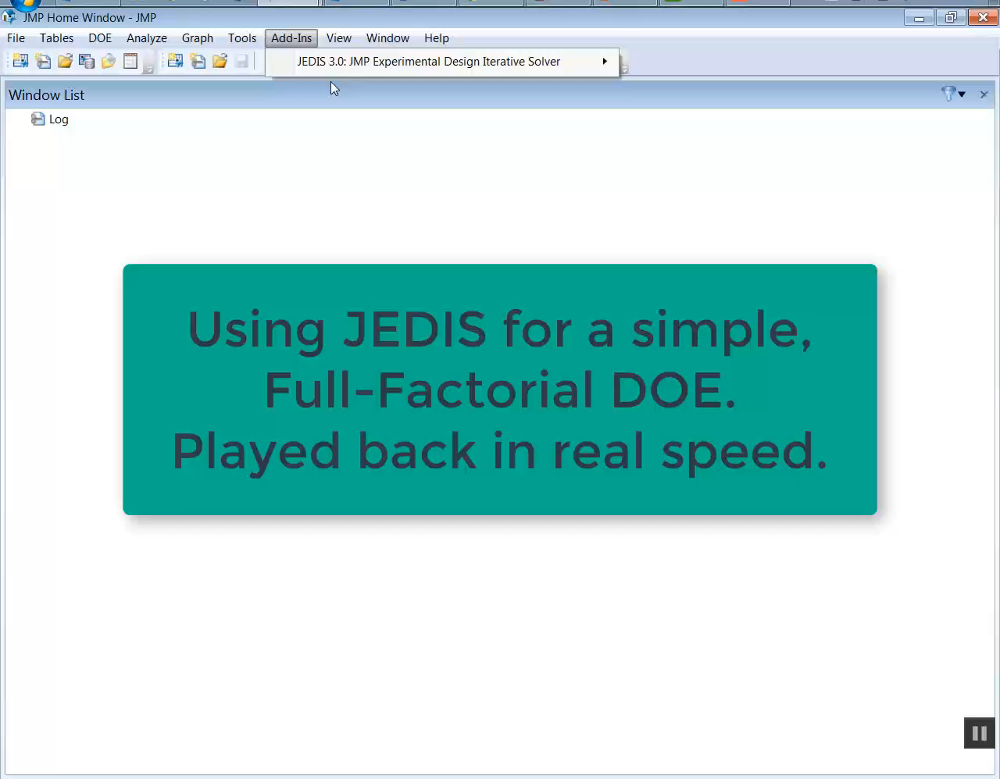 JMP Home Window - JMP
File Tables DOE Analyze Graph Tools Add-Ins View Window Help
JEDIS 3.0: JMP Experimental Design Iterative Solver
Window List
Log
Using JEDIS for a simple,
Full-Factorial DOE.
Played back in real speed.